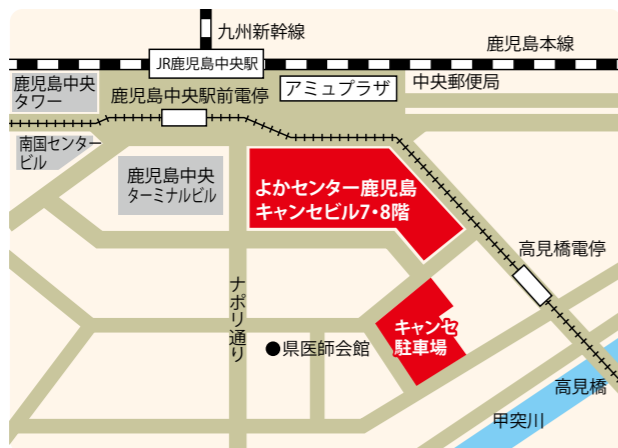 九州新幹線
鹿児島本線
JR鹿児島中央駅
鹿児島中央
タワー
アミュプラザ
中央郵便局
鹿児島中央駅前電停
南国センター
ビル
鹿児島中央
ターミナルビル
よかセンター鹿児島
キャンセビル7・8階
高見橋電停
ナポリ通り
キャンセ
駐車場
●県医師会館
高見橋
甲突川